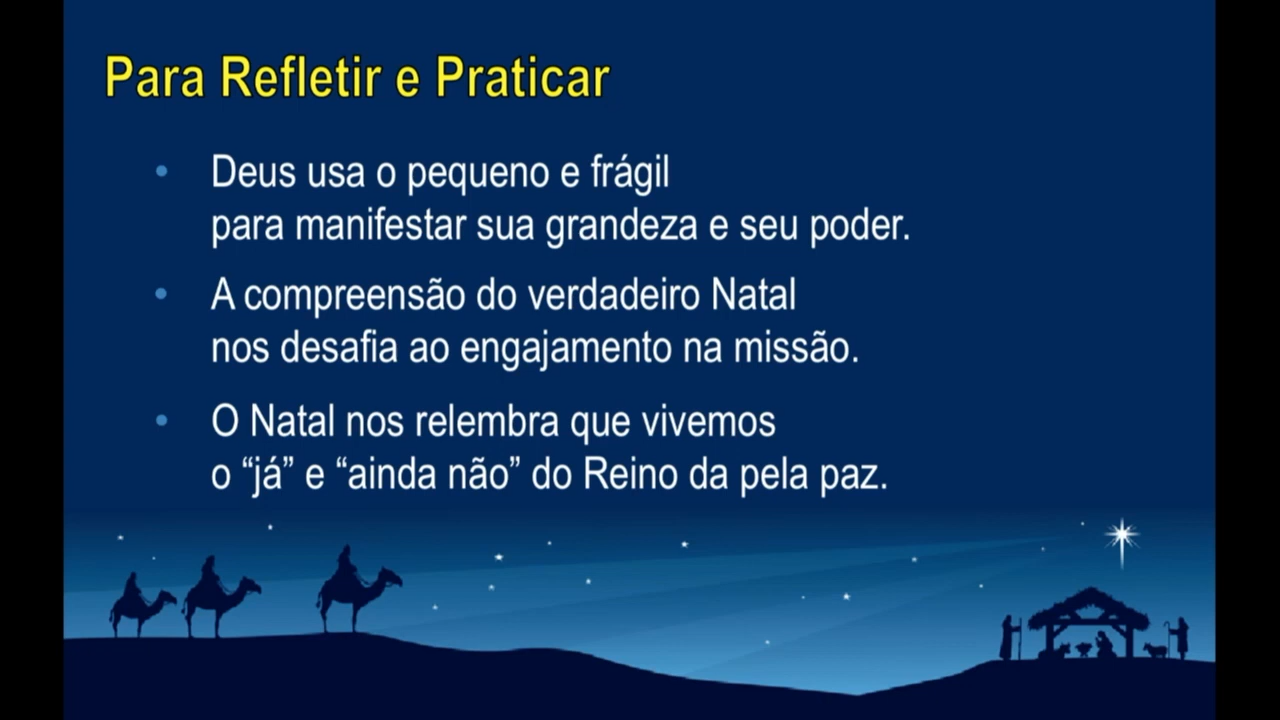 Para Refletir e Praticar
• Deus usa o pequeno e frágil
para manifestar sua grandeza e seu poder.
• A compreensão do verdadeiro Natal
nos desafia ao engajamento na missão.
• O Natal nos relembra que vivemos
o “já” e “ainda não” do Reino da pela paz.